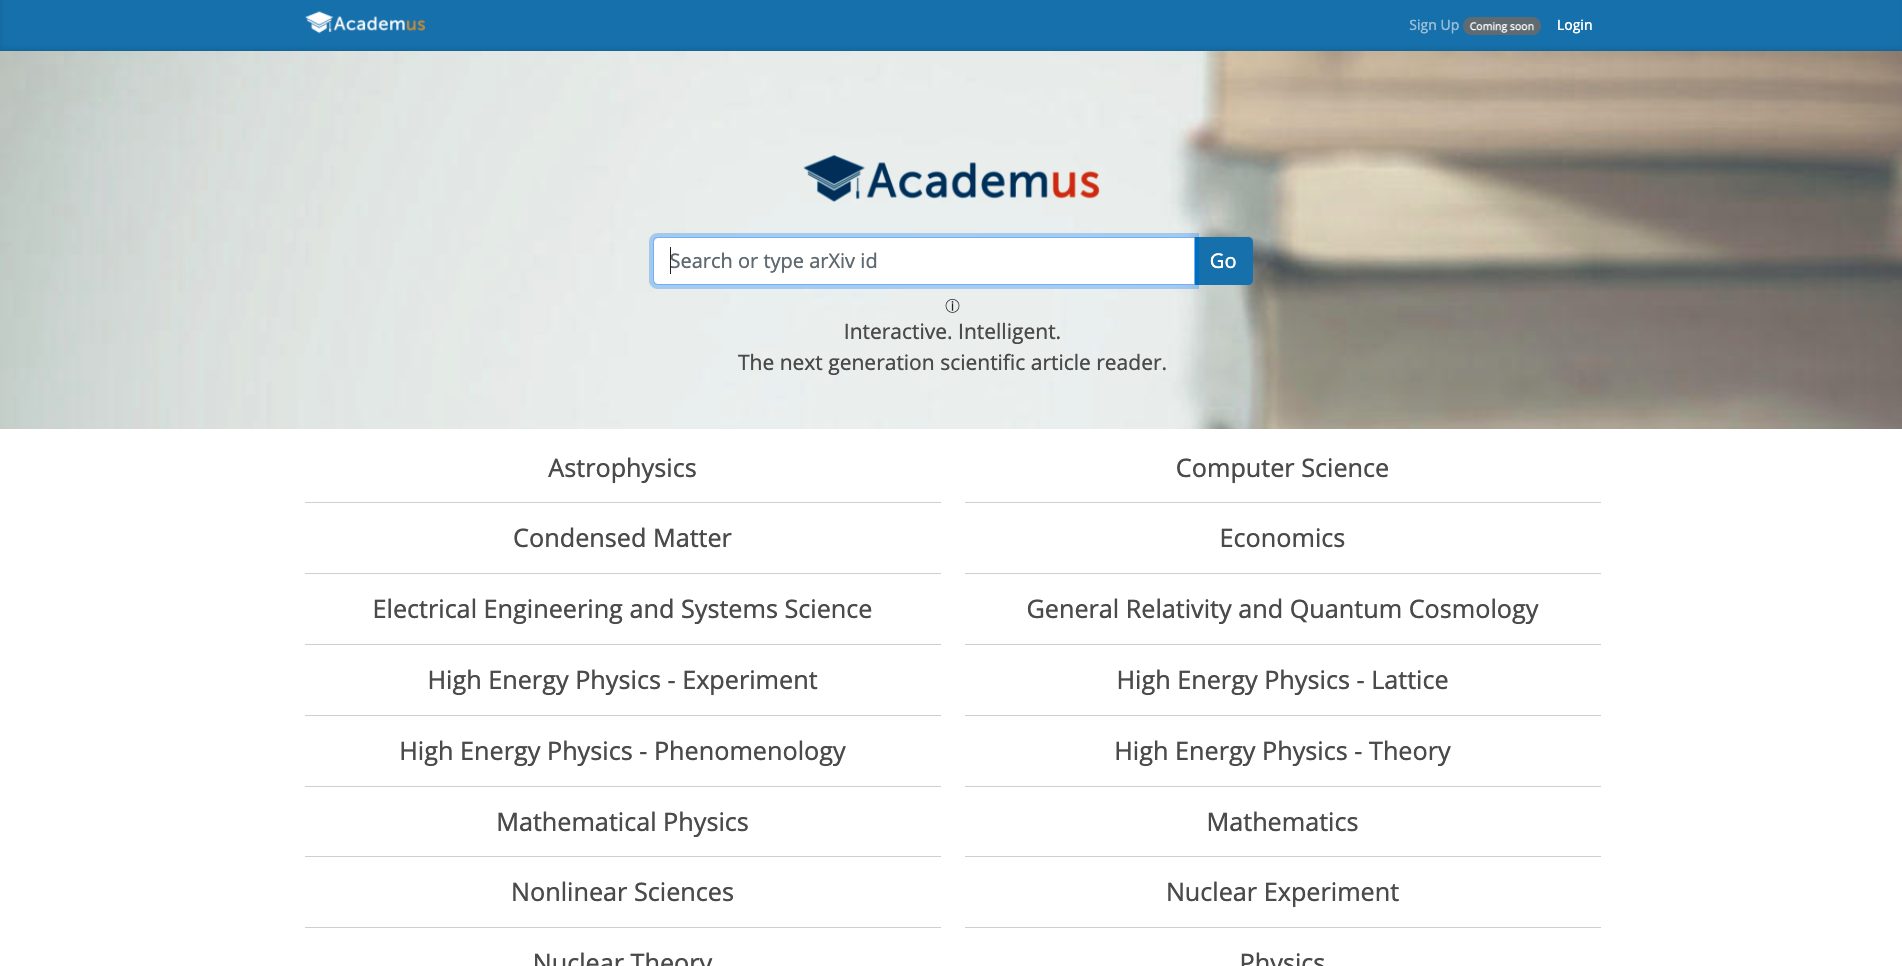 Academus
Sign Up Coming soon Login
Academus
Search or type arXiv id Go
ⓘ
Interactive. Intelligent.
The next generation scientific article reader.
Astrophysics
Computer Science
Condensed Matter
Economics
Electrical Engineering and Systems Science
General Relativity and Quantum Cosmology
High Energy Physics - Experiment
High Energy Physics - Lattice
High Energy Physics - Phenomenology
High Energy Physics - Theory
Mathematical Physics
Mathematics
Nonlinear Sciences
Nuclear Experiment
Nuclear Theory
Physics